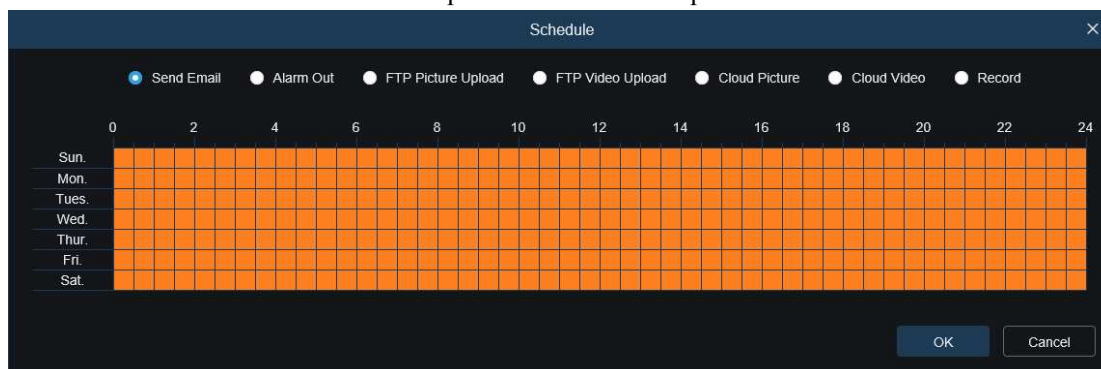 Schedule
Send Email Alarm Out FTP Picture Upload FTP Video Upload Cloud Picture Cloud Video Record
0 2 4 6 8 10 12 14 16 18 20 22 24
Sun.
Mon.
Tues.
Wed.
Thur.
Fri.
Sat.
OK Cancel